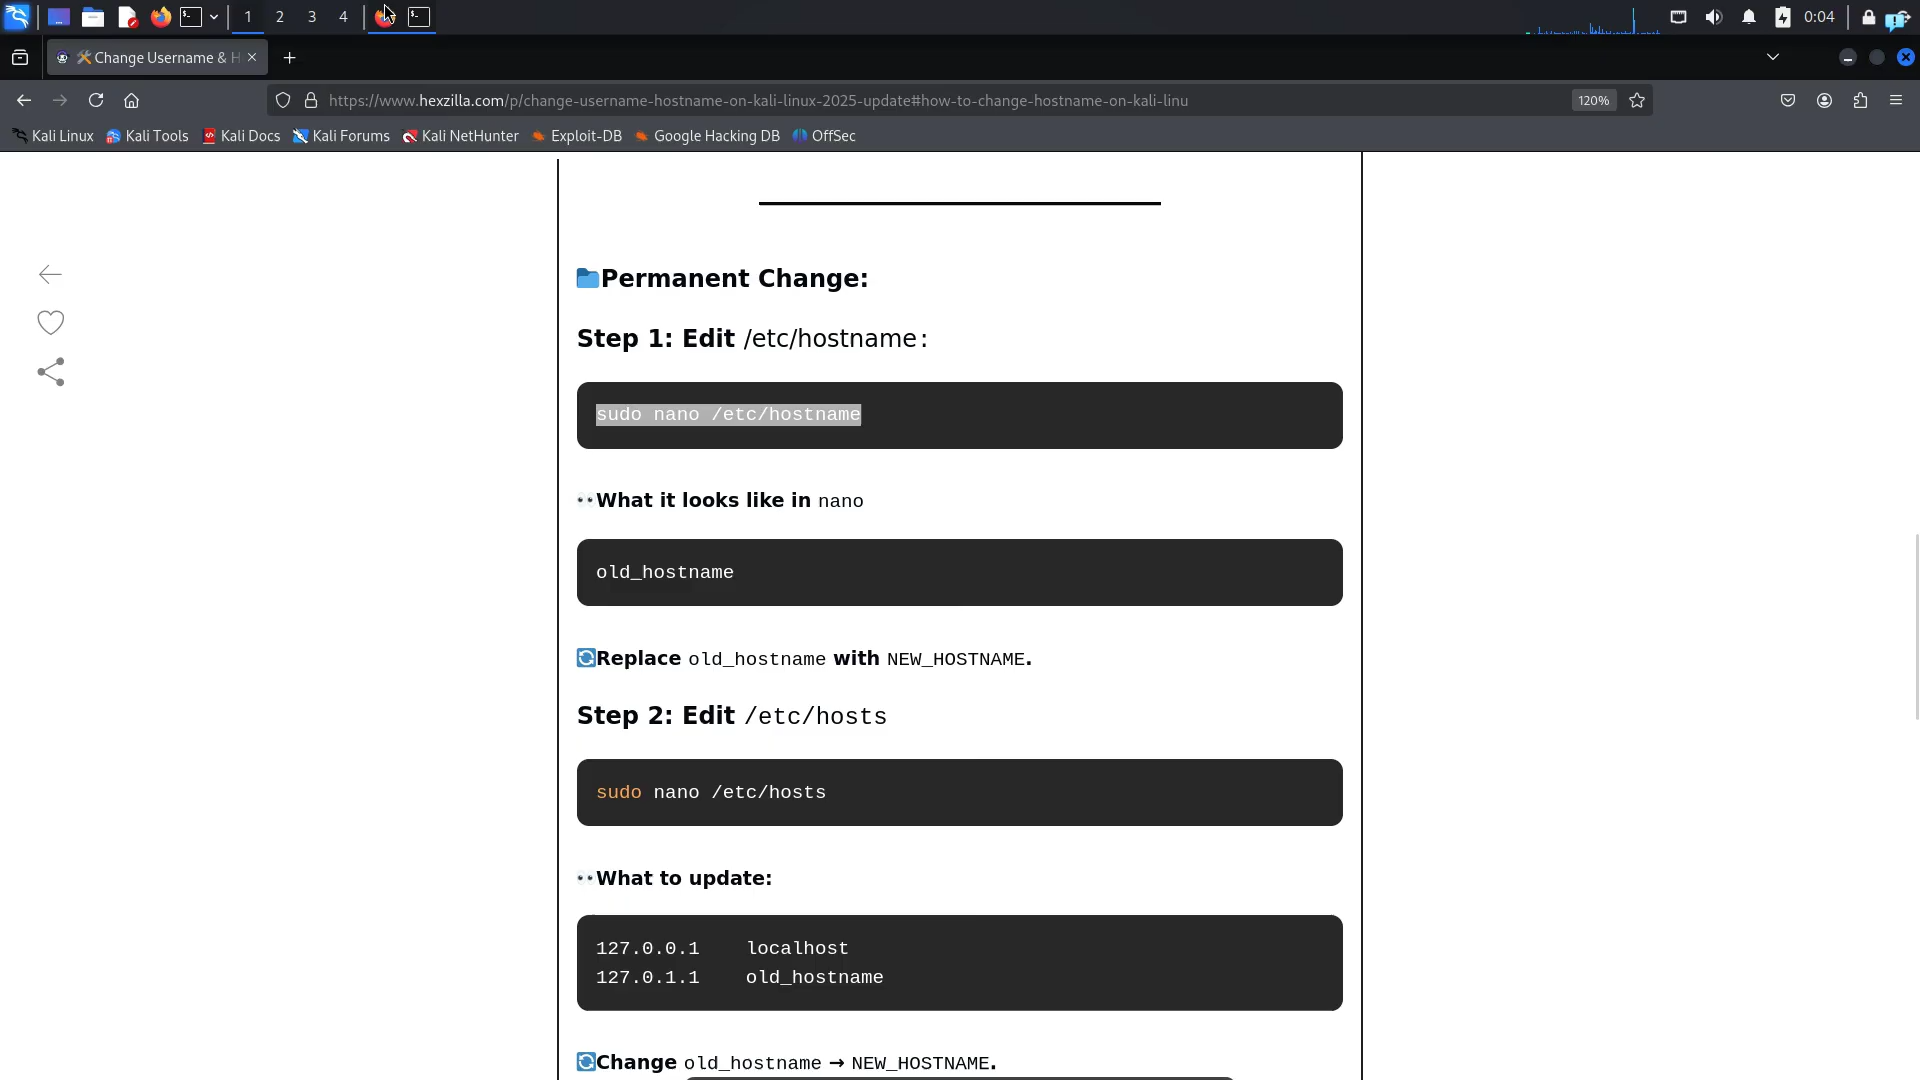 1 2 3 4 0:04
Change Username & H
https://www.hexzilla.com/p/change-username-hostname-on-kali-linux-2025-update#how-to-change-hostname-on-kali-linu 120%
Kali Linux Kali Tools Kali Docs Kali Forums Kali NetHunter Exploit-DB Google Hacking DB OffSec
Permanent Change:
Step 1: Edit /etc/hostname:
sudo nano /etc/hostname
What it looks like in nano
old_hostname
Replace old_hostname with NEW_HOSTNAME.
Step 2: Edit /etc/hosts
sudo nano /etc/hosts
What to update:
127.0.0.1    localhost
127.0.1.1    old_hostname
Change old_hostname → NEW_HOSTNAME.